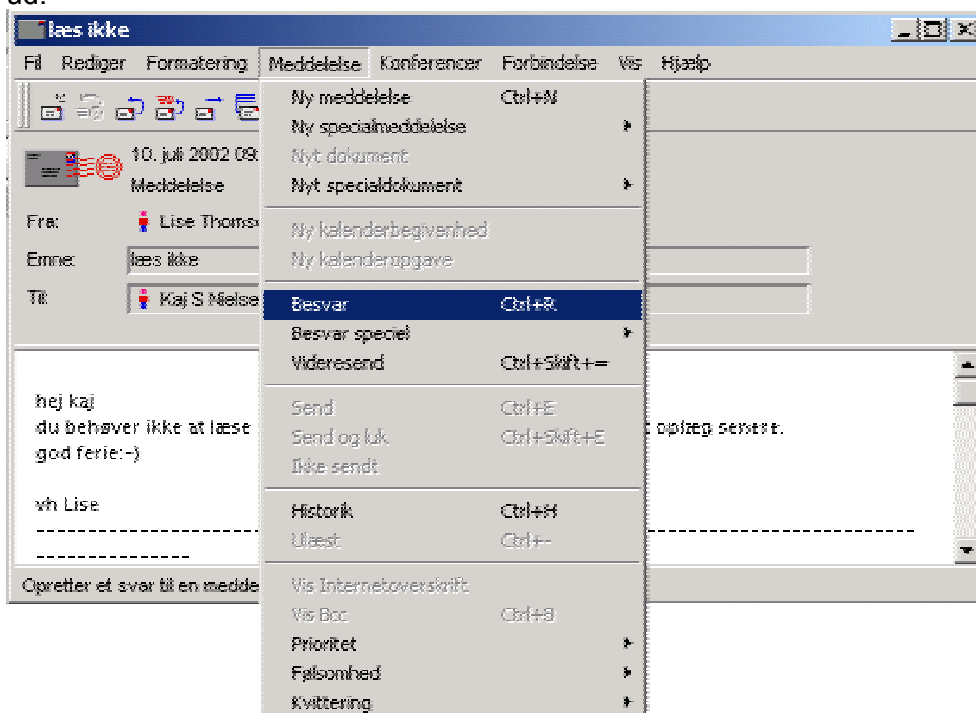 ud.
læs ikke
Fil Rediger Formatering Meddelelse Konferencer Forbindelse Vis Hjælp
10. juli 2002 09:
Meddelelse
Fra: Lise Thoms
Emne: læs ikke
Til: Kaj S Nielse
hej kaj
du behøver ikke at læse oplæg senere.
god ferie:-)
vh Lise
--------------------------------------------------------------------------------
---------------
Opretter et svar til en medde
Ny meddelelse Ctrl+N
Ny specialmeddelelse
Nyt dokument
Nyt specialdokument
Ny kalenderbegivenhed
Ny kalenderopgave
Besvar Ctrl+R
Besvar speciel
Videresend Ctrl+Skift+=
Send Ctrl+E
Send og luk Ctrl+Skift+E
Ikke sendt
Historik Ctrl+H
Ulæst Ctrl+-
Vis Internetoverskrift
Vis Bcc Ctrl+B
Prioritet
Følsomhed
Kvittering